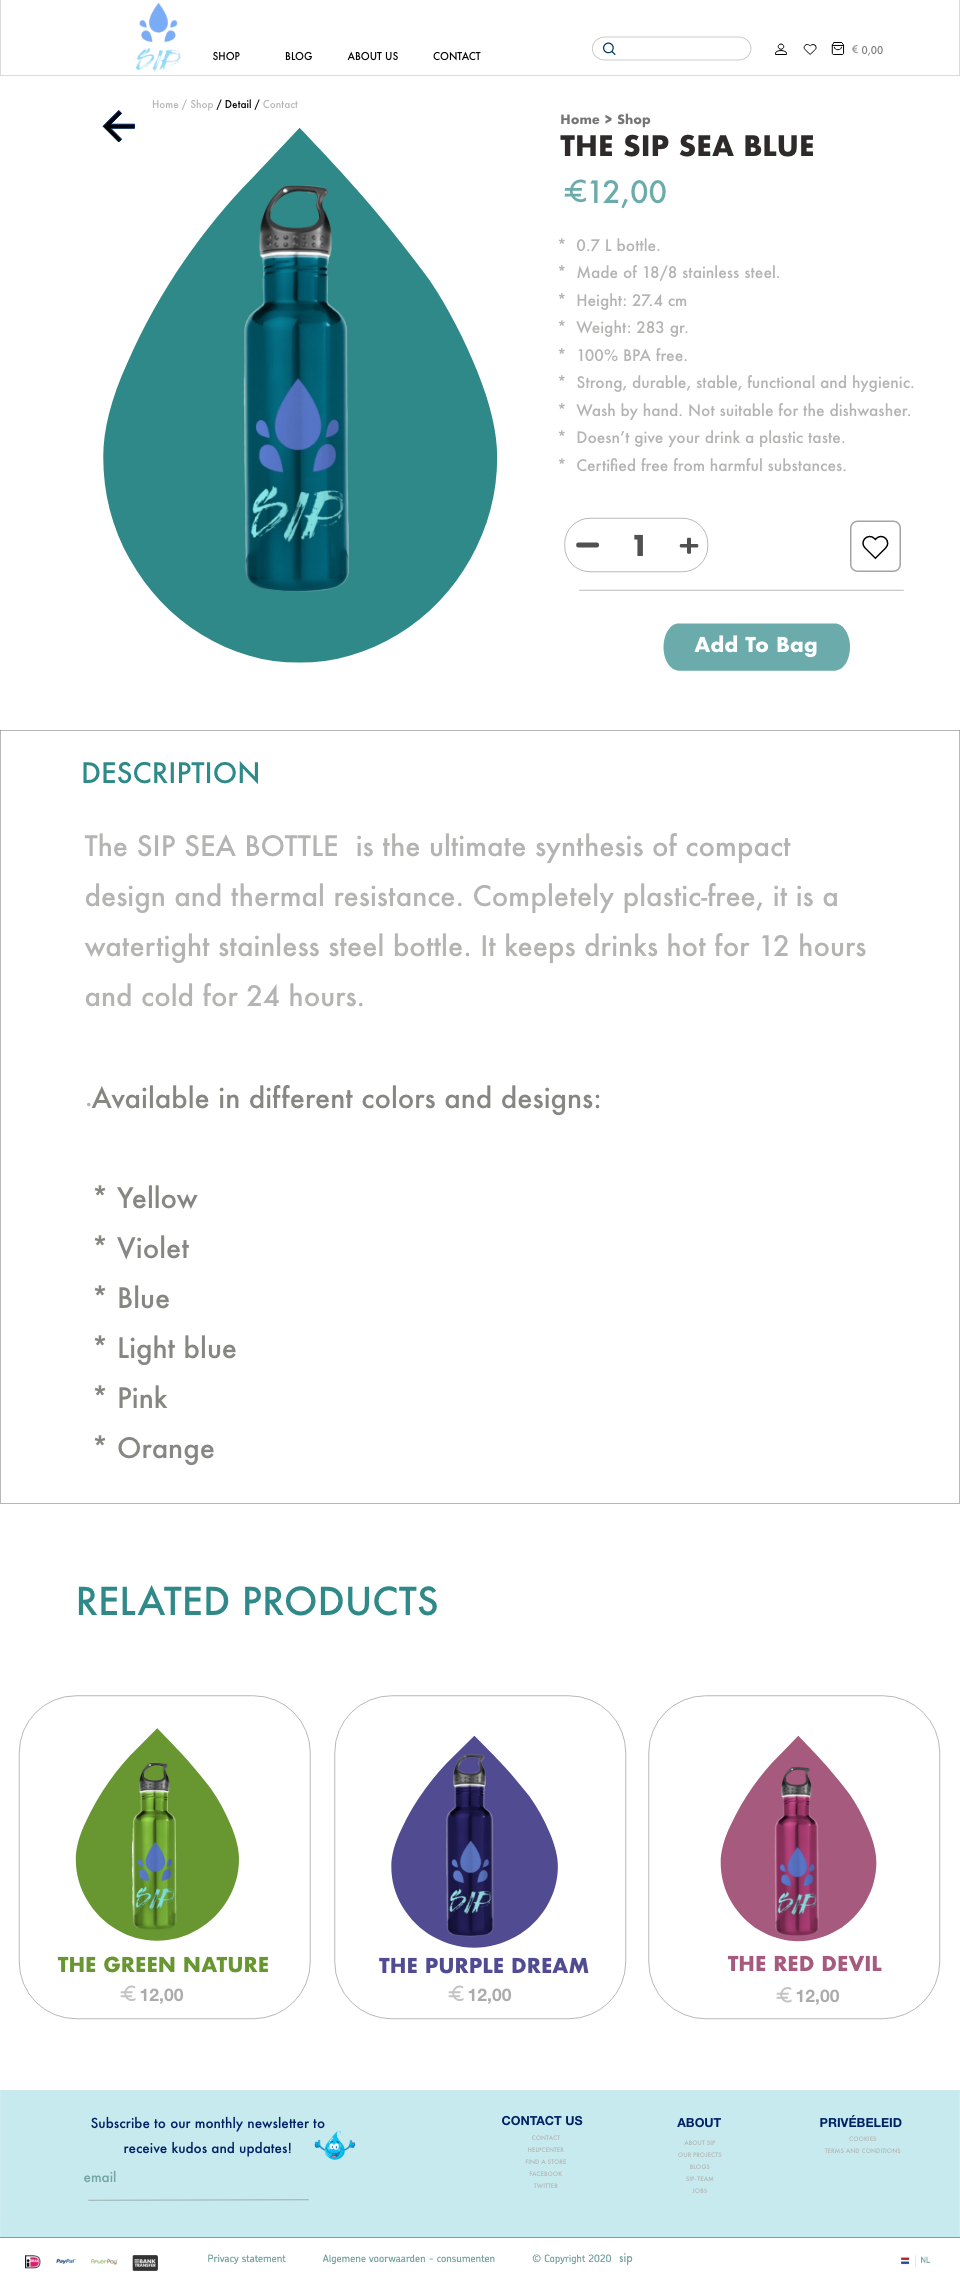 SIP
SHOP BLOG ABOUT US CONTACT € 0,00
Home / Shop / Detail / Contact
Home > Shop
THE SIP SEA BLUE
€12,00
* 0.7 L bottle.
* Made of 18/8 stainless steel.
* Height: 27.4 cm
* Weight: 283 gr.
* 100% BPA free.
* Strong, durable, stable, functional and hygienic.
* Wash by hand. Not suitable for the dishwasher.
* Doesn't give your drink a plastic taste.
* Certified free from harmful substances.
SIP
1
Add To Bag
DESCRIPTION
The SIP SEA BOTTLE is the ultimate synthesis of compact
design and thermal resistance. Completely plastic-free, it is a
watertight stainless steel bottle. It keeps drinks hot for 12 hours
and cold for 24 hours.
.Available in different colors and designs:
* Yellow
* Violet
* Blue
* Light blue
* Pink
* Orange
RELATED PRODUCTS
SIP
THE GREEN NATURE
€ 12,00
SIP
THE PURPLE DREAM
€ 12,00
SIP
THE RED DEVIL
€ 12,00
Subscribe to our monthly newsletter to
receive kudos and updates!
email
CONTACT US
CONTACT
HELPCENTER
FIND A STORE
FACEBOOK
TWITTER
ABOUT
ABOUT SIP
OUR PROJECTS
BLOGS
SIP-TEAM
JOBS
PRIVÉBELEID
COOKIES
TERMS AND CONDITIONS
iD PayPal AfterPay BANK TRANSFER
Privacy statement Algemene voorwaarden - consumenten © Copyright 2020 sip NL